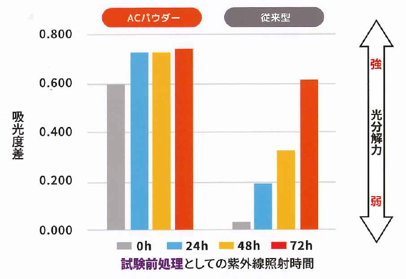 ACパウダー
従来型
0.800
0.600
0.400
0.200
0.000
吸光度差
強
光分解力
弱
0h 24h 48h 72h
試験前処理としての紫外線照射時間